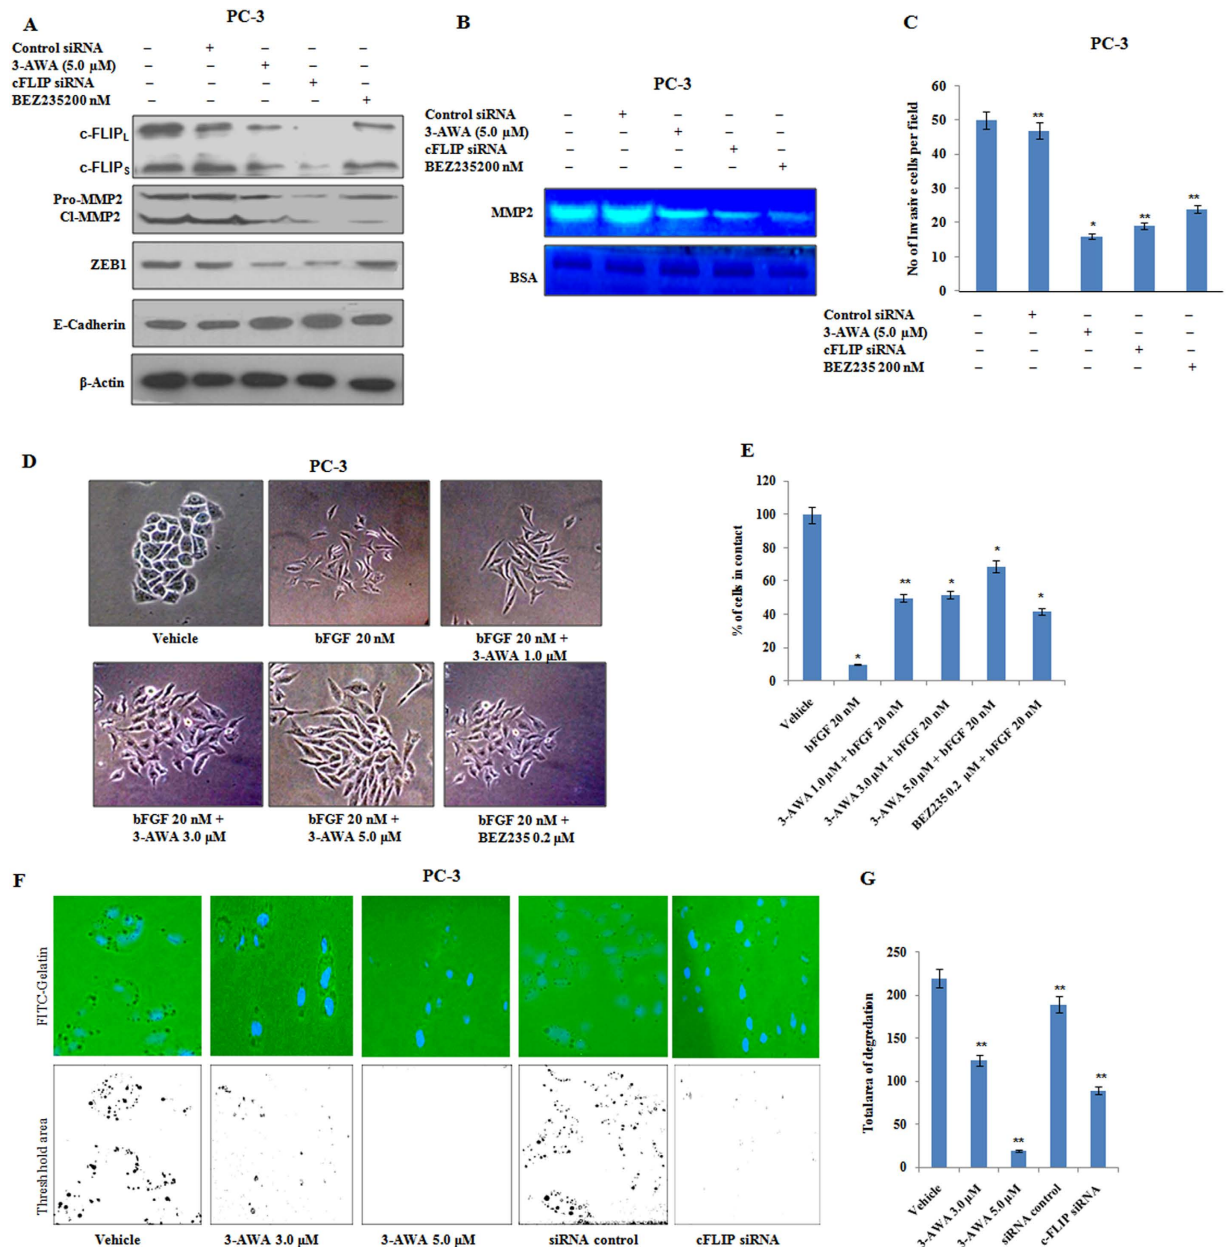 A
PC-3
Control siRNA – + – – –
3-AWA (5.0 µM) – – + – –
cFLIP siRNA – – – + –
BEZ235200 nM – – – – +
c-FLIPL
c-FLIPS
Pro-MMP2
Cl-MMP2
ZEB1
E-Cadherin
β-Actin
B
PC-3
Control siRNA – + – – –
3-AWA (5.0 µM) – – + – –
cFLIP siRNA – – – + –
BEZ235200 nM – – – – +
MMP2
BSA
C
PC-3
No of Invasive cells per field
60
50
40
30
20
10
0
** * ** **
Control siRNA – + – – –
3-AWA (5.0 µM) – – + – –
cFLIP siRNA – – – + –
BEZ235 200 nM – – – – +
D
PC-3
Vehicle
bFGF 20 nM
bFGF 20 nM +
3-AWA 1.0 µM
bFGF 20 nM +
3-AWA 3.0 µM
bFGF 20 nM +
3-AWA 5.0 µM
bFGF 20 nM +
BEZ235 0.2 µM
E
% of cells in contact
120
100
80
60
40
20
0
* ** * * *
Vehicle
bFGF 20 nM
3-AWA 1.0 µM + bFGF 20 nM
3-AWA 3.0 µM + bFGF 20 nM
3-AWA 5.0 µM + bFGF 20 nM
BEZ235 0.2 µM + bFGF 20 nM
F
PC-3
FITC-Gelatin
Threshhold area
Vehicle
3-AWA 3.0 µM
3-AWA 5.0 µM
siRNA control
cFLIP siRNA
G
Total area of degredation
250
200
150
100
50
0
** ** ** **
Vehicle
3-AWA 3.0 µM
3-AWA 5.0 µM
siRNA control
c-FLIP siRNA